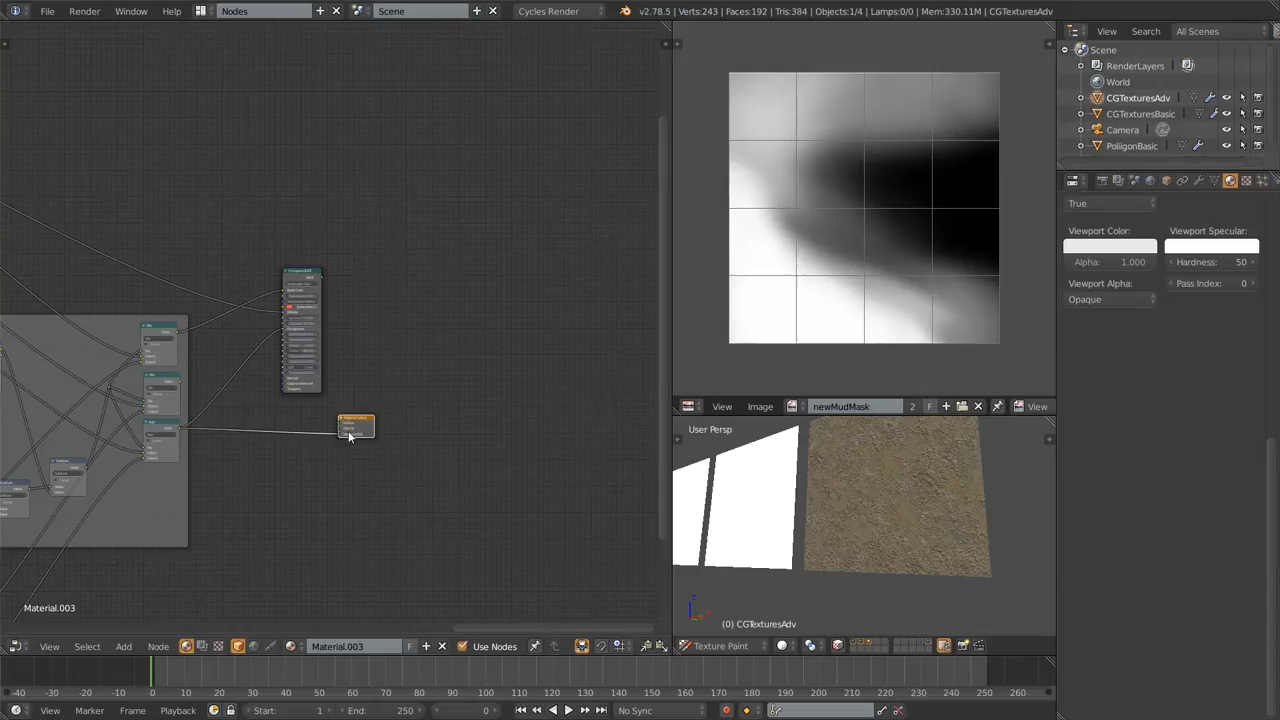 File Render Window Help Nodes Scene Cycles Render v2.78.5 | Verts:243 | Faces:192 | Tris:384 | Objects:1/4 | Lamps:0/0 | Mem:330.11M | CGTexturesAdv
View Search All Scenes
Scene
RenderLayers
World
CGTexturesAdv
CGTexturesBasic
Camera
PoliigonBasic
True
Viewport Color: Viewport Specular:
Alpha: 1.000 Hardness: 50
Viewport Alpha: Pass Index: 0
Opaque
View Image newMudMask 2 F View
User Persp
Material.003
(0) CGTexturesAdv
View Select Add Node Material.003 F Use Nodes Texture Paint
-40 -30 -20 -10 0 10 20 30 40 50 60 70 80 90 100 110 120 130 140 150 160 170 180 190 200 210 220 230 240 250 260
View Marker Frame Playback Start: 1 End: 250 0 No Sync